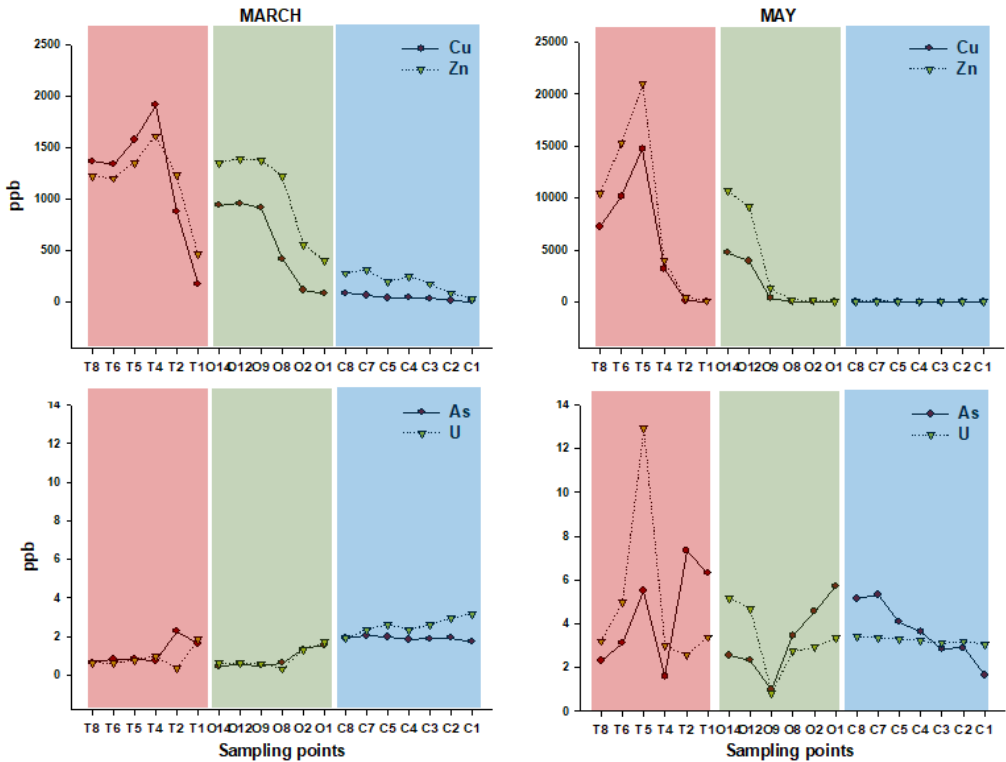 MARCH
2500
2000
1500
1000
500
0
ppb
Cu
Zn
T8 T6 T5 T4 T2 T1 O14 O12 O9 O8 O2 O1 C8 C7 C5 C4 C3 C2 C1
MAY
25000
20000
15000
10000
5000
0
Cu
Zn
T8 T6 T5 T4 T2 T1 O14 O12 O9 O8 O2 O1 C8 C7 C5 C4 C3 C2 C1
14
12
10
8
6
4
2
0
ppb
As
U
T8 T6 T5 T4 T2 T1 O14 O12 O9 O8 O2 O1 C8 C7 C5 C4 C3 C2 C1
Sampling points
14
12
10
8
6
4
2
0
As
U
T8 T6 T5 T4 T2 T1 O14 O12 O9 O8 O2 O1 C8 C7 C5 C4 C3 C2 C1
Sampling points